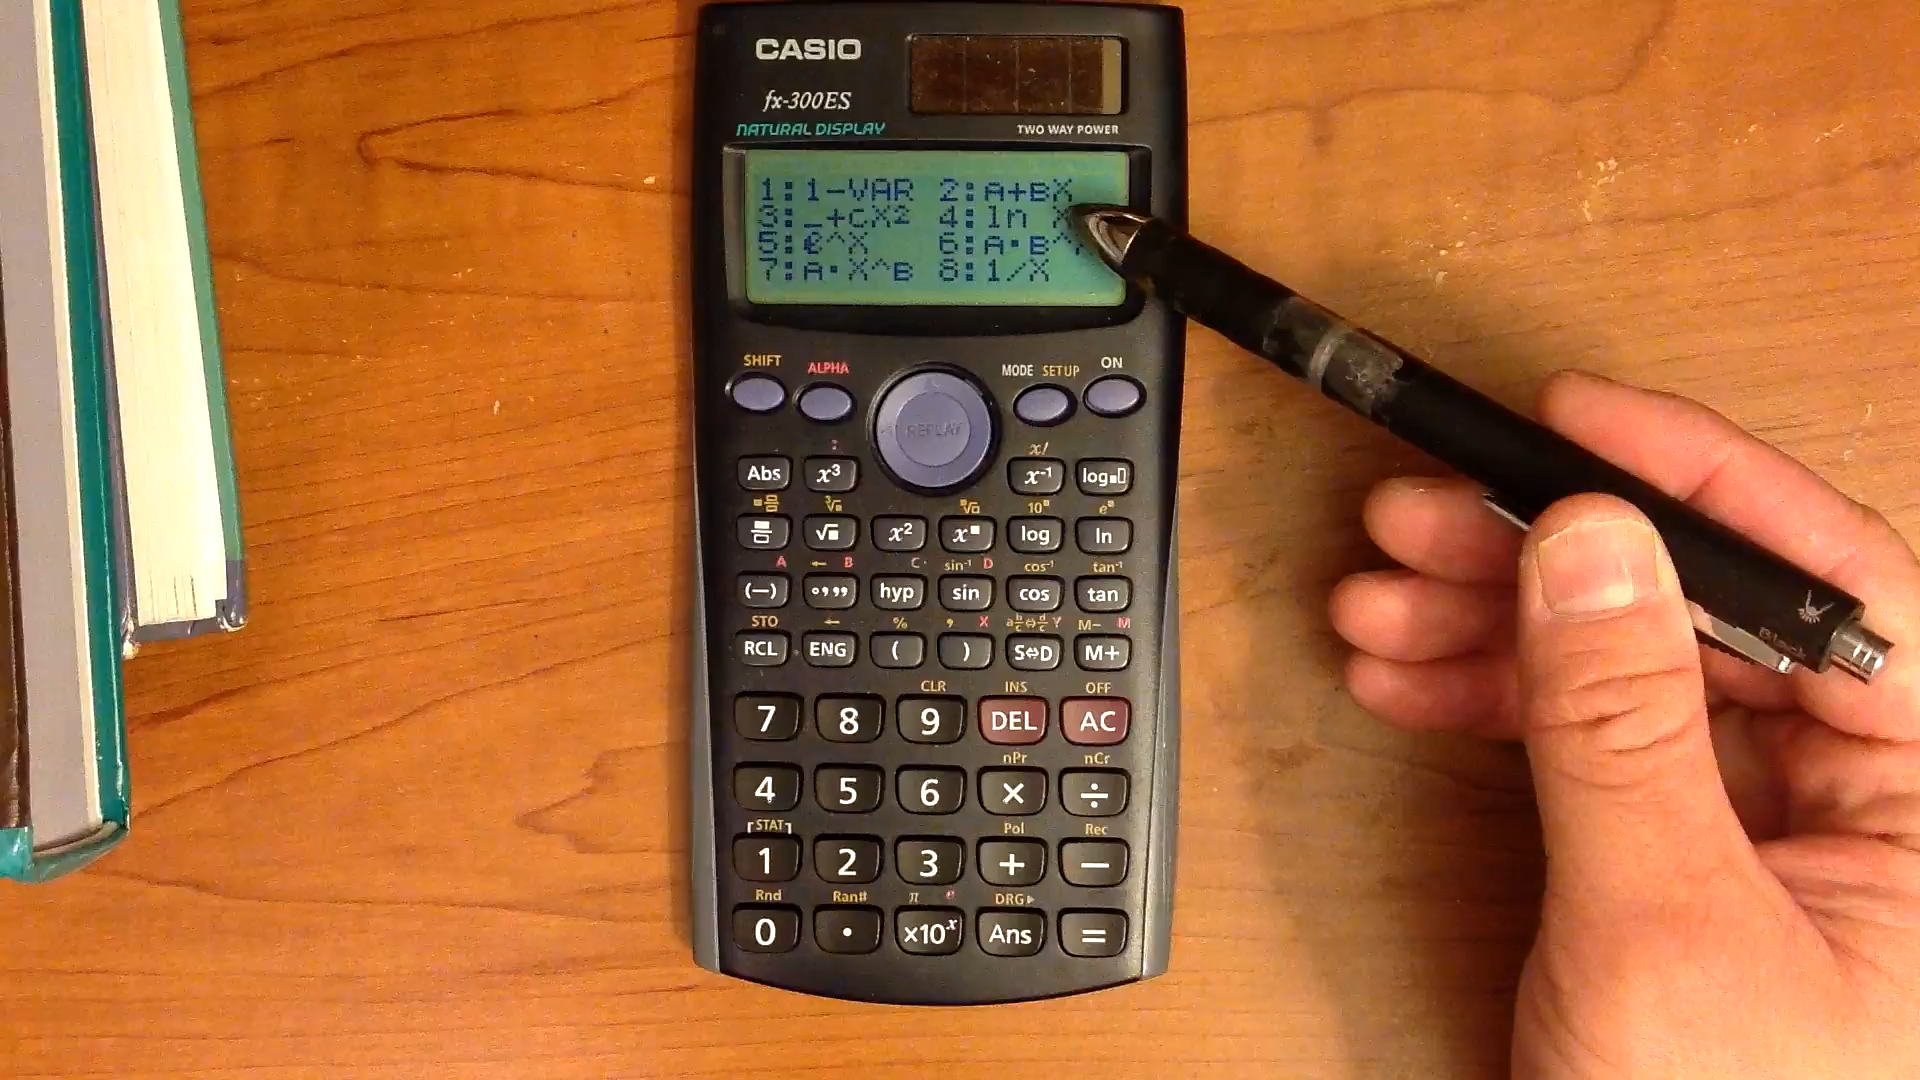 CASIO
fx-300ES
NATURAL DISPLAY TWO WAY POWER
1:1-VAR 2:A+BX
3:_+cX² 4:ln X
5:e^X 6:A·B^
7:A·X^B 8:1/X
SHIFT ALPHA MODE SETUP ON
REPLAY
: x!
Abs x³ x⁻¹ log▪▯
■▤ ³√▪ ▪√▯ 10▪ e▪
√▪ x² x▪ log ln
A ← B C sin⁻¹ D cos⁻¹ tan⁻¹
(—) °,,, hyp sin cos tan
STO ← % , X a b/c⇔d/c Y M− M
RCL ENG ( ) S⇔D M+
CLR INS OFF
7 8 9 DEL AC
nPr nCr
4 5 6 × ÷
[STAT] Pol Rec
1 2 3 + −
Rnd Ran# π e DRG▸
0 · ×10ˣ Ans =